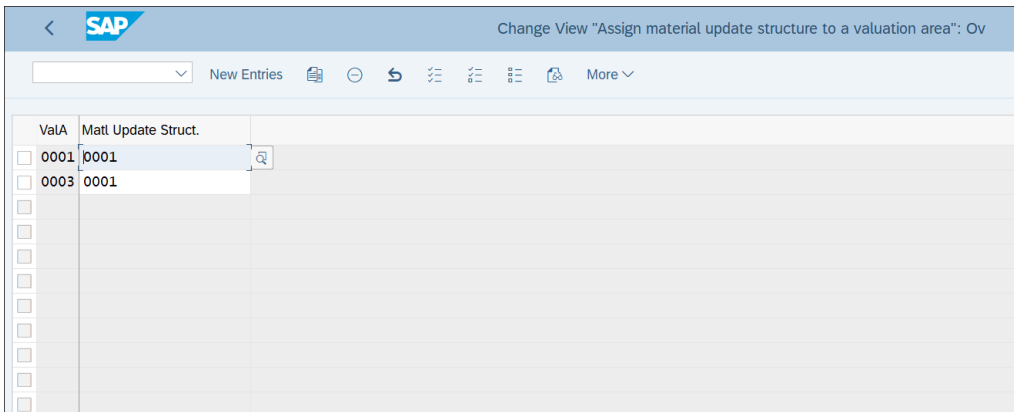 SAP
Change View "Assign material update structure to a valuation area": Ov
New Entries More
ValA Matl Update Struct.
0001 0001
0003 0001